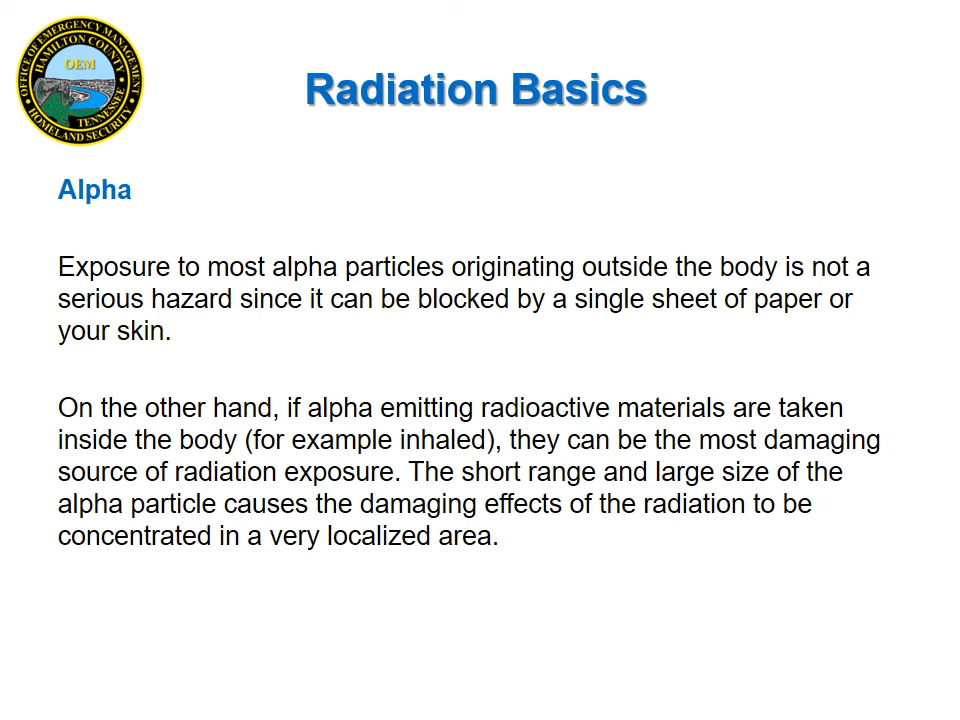 OFFICE OF EMERGENCY MANAGEMENT
HAMILTON COUNTY
OEM
TENNESSEE
HOMELAND SECURITY
Radiation Basics
Alpha
Exposure to most alpha particles originating outside the body is not a
serious hazard since it can be blocked by a single sheet of paper or
your skin.
On the other hand, if alpha emitting radioactive materials are taken
inside the body (for example inhaled), they can be the most damaging
source of radiation exposure. The short range and large size of the
alpha particle causes the damaging effects of the radiation to be
concentrated in a very localized area.